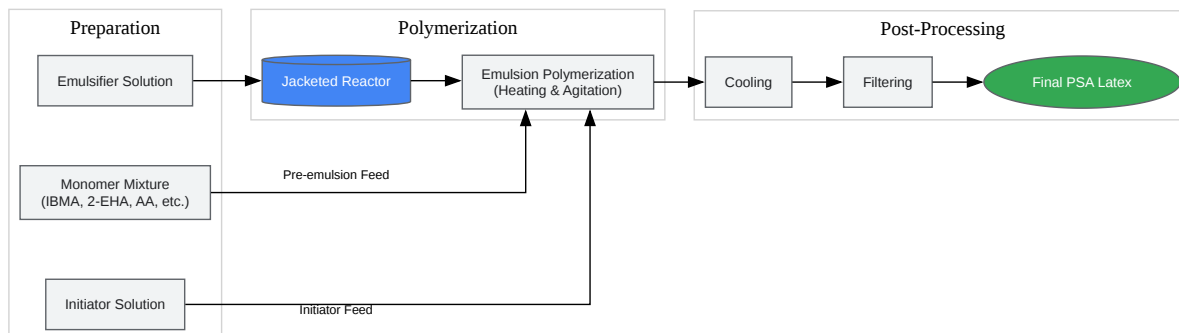 Preparation
Polymerization
Post-Processing
Emulsifier Solution
Jacketed Reactor
Emulsion Polymerization
(Heating & Agitation)
Cooling
Filtering
Final PSA Latex
Monomer Mixture
(IBMA, 2-EHA, AA, etc.)
Pre-emulsion Feed
Initiator Solution
Initiator Feed